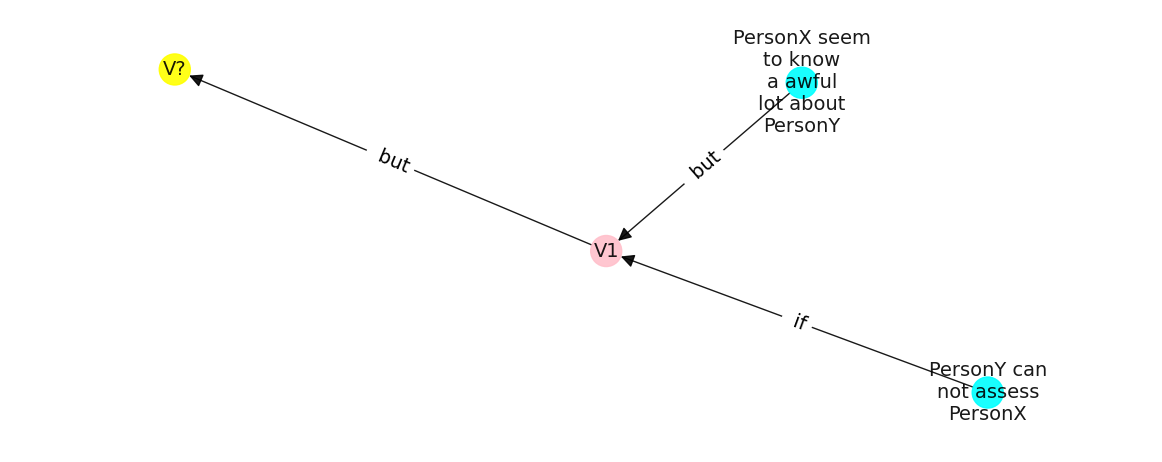 PersonX seem
to know
a awful
lot about
PersonY
V?
but
but
V1
if
PersonY can
not assess
PersonX